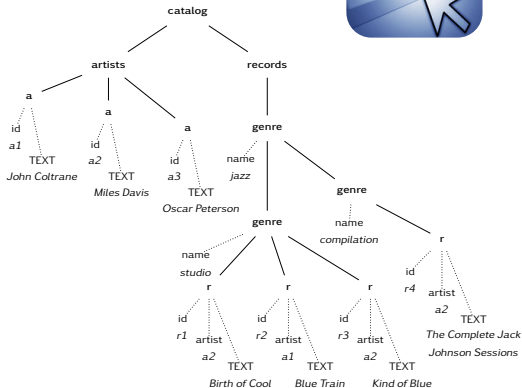 catalog
artists
records
a
a
a
genre
id
a1
TEXT
John Coltrane
id
a2
TEXT
Miles Davis
id
a3
TEXT
Oscar Peterson
name
jazz
genre
genre
name
compilation
r
name
studio
r
r
r
id
r4
artist
a2
TEXT
The Complete Jack
Johnson Sessions
id
r1
artist
a2
TEXT
Birth of Cool
id
r2
artist
a1
TEXT
Blue Train
id
r3
artist
a2
TEXT
Kind of Blue